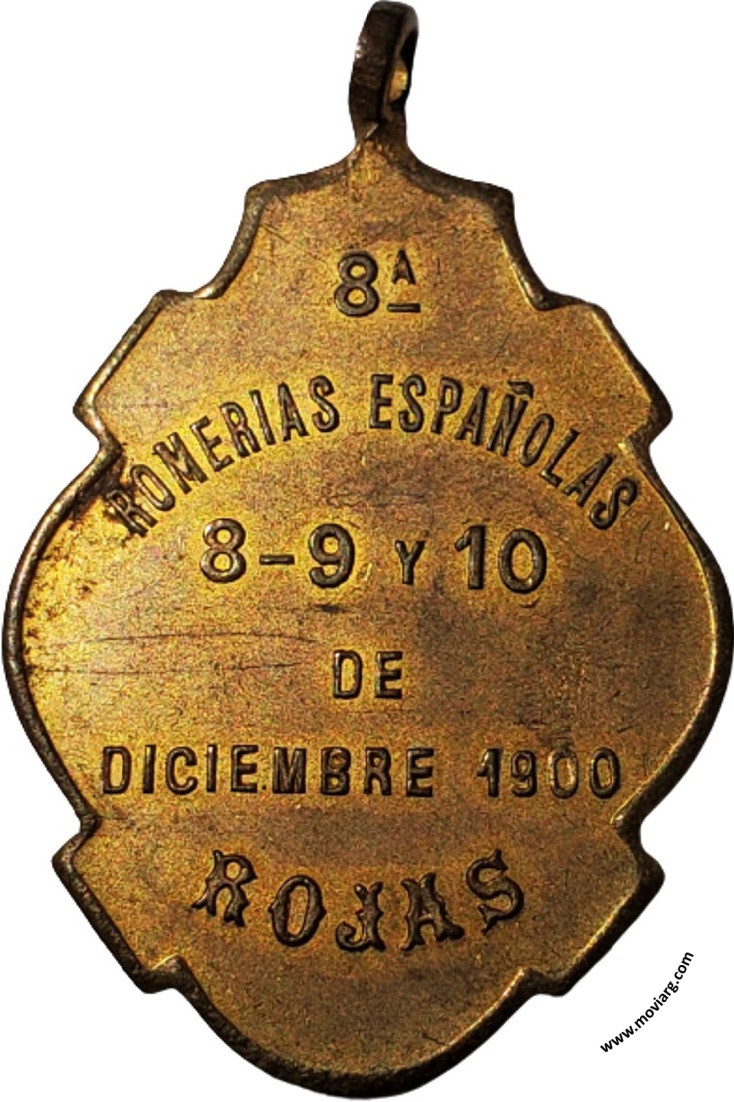 8ᴬ
ROMERIAS ESPAÑOLAS
8-9 Y 10
DE
DICIEMBRE 1900
ROJAS
www.moviarg.com